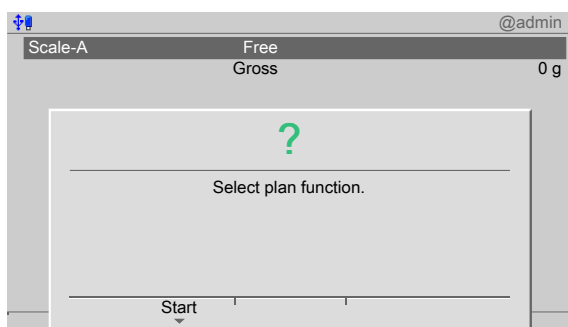 @admin
Scale-A Free
Gross 0 g
?
Select plan function.
Start